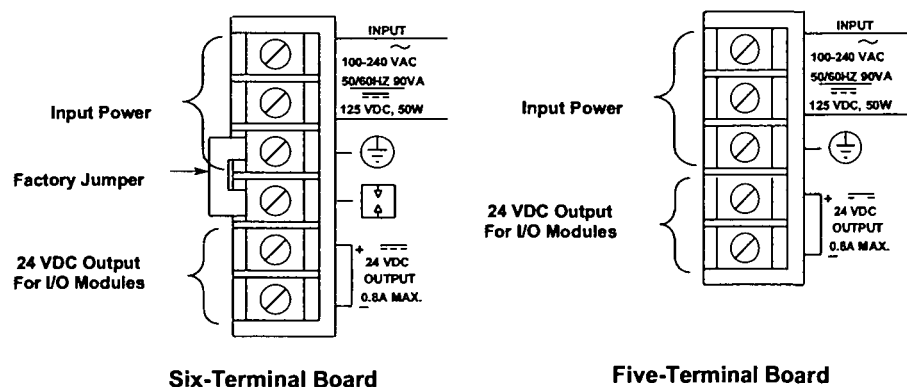 INPUT
100-240 VAC
50/60HZ 90VA
125 VDC, 50W
Input Power
Factory Jumper
24 VDC Output
For I/O Modules
+
24 VDC
OUTPUT
0.8A MAX.
Six-Terminal Board
INPUT
100-240 VAC
50/60HZ 90VA
125 VDC, 50W
Input Power
24 VDC Output
For I/O Modules
+
24 VDC
OUTPUT
0.8A MAX.
Five-Terminal Board